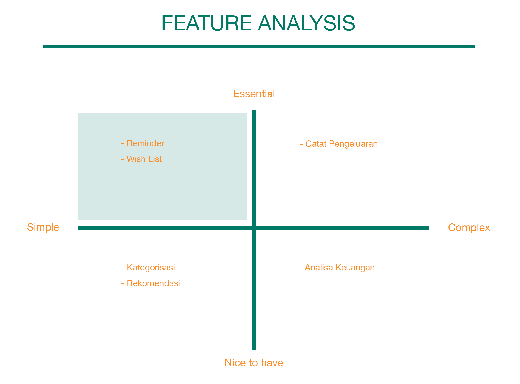 FEATURE ANALYSIS
Essential
- Reminder
- Wish List
- Catat Pengeluaran
Simple
Complex
Kategorisasi
- Rekomendasi
Analisa Keuangan
Nice to have